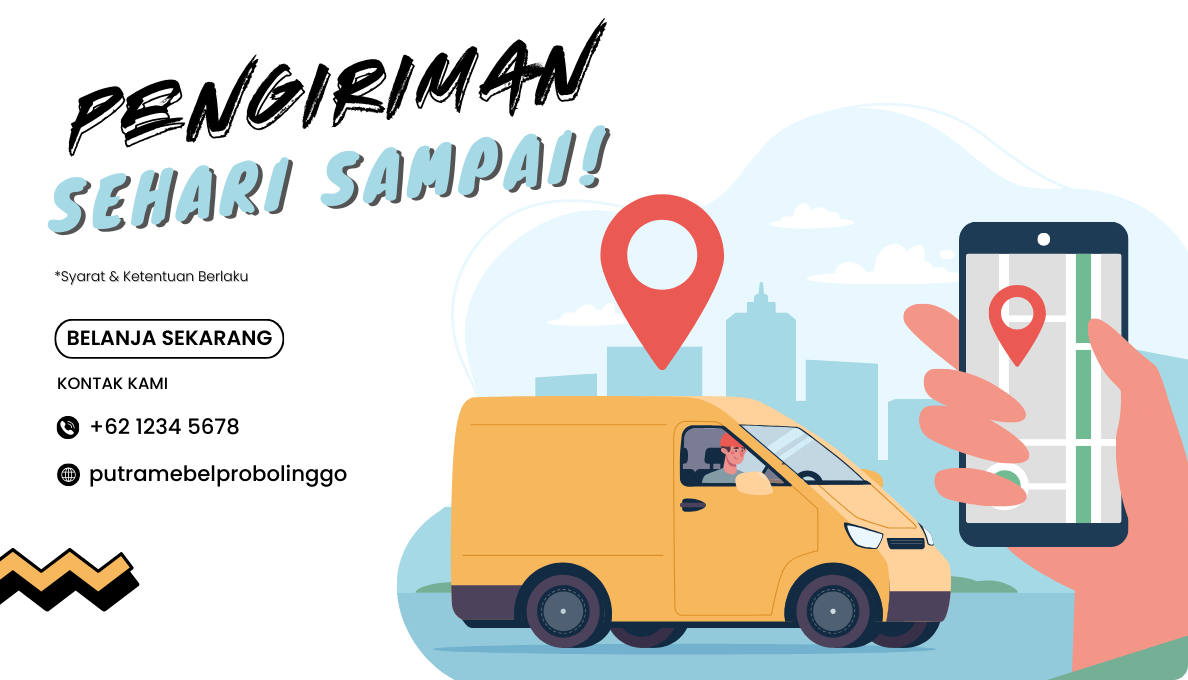 PENGIRIMAN
SEHARI SAMPAI!
*Syarat & Ketentuan Berlaku
BELANJA SEKARANG
KONTAK KAMI
+62 1234 5678
putramebelprobolinggo